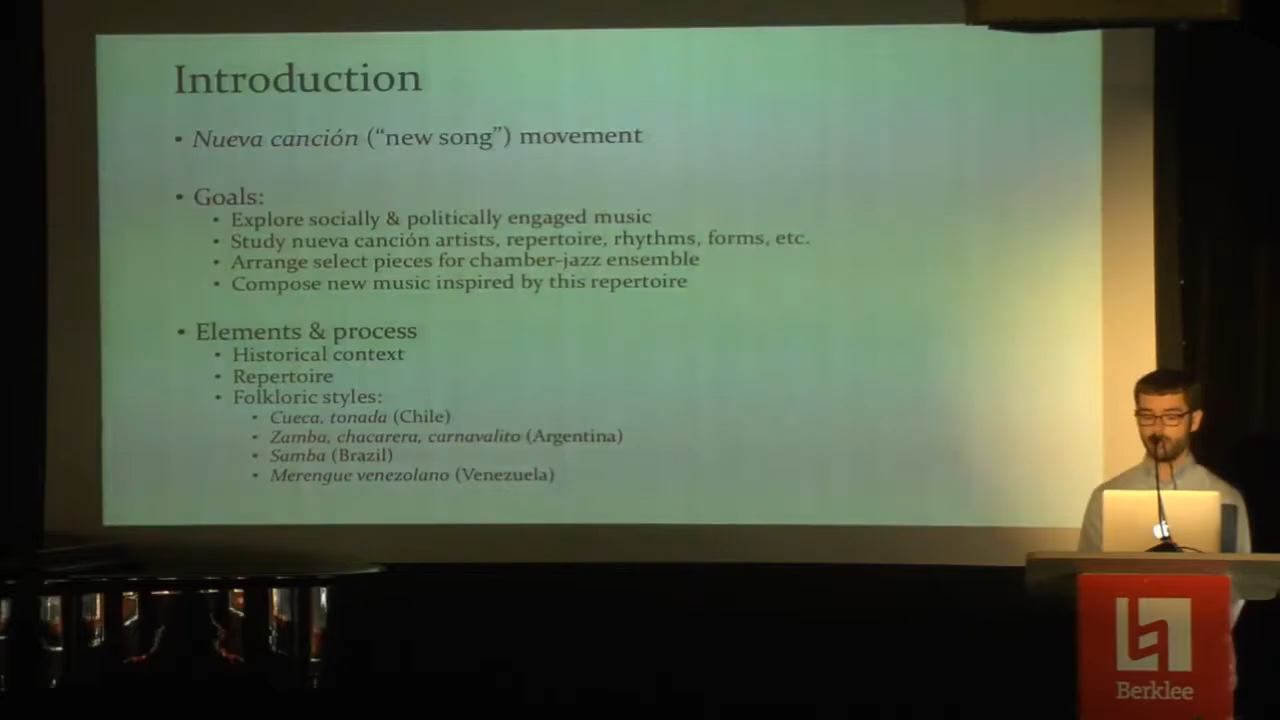 Introduction
• Nueva canción (“new song”) movement
• Goals:
• Explore socially & politically engaged music
• Study nueva canción artists, repertoire, rhythms, forms, etc.
• Arrange select pieces for chamber-jazz ensemble
• Compose new music inspired by this repertoire
• Elements & process
• Historical context
• Repertoire
• Folkloric styles:
• Cueca, tonada (Chile)
• Zamba, chacarera, carnavalito (Argentina)
• Samba (Brazil)
• Merengue venezolano (Venezuela)
Berklee